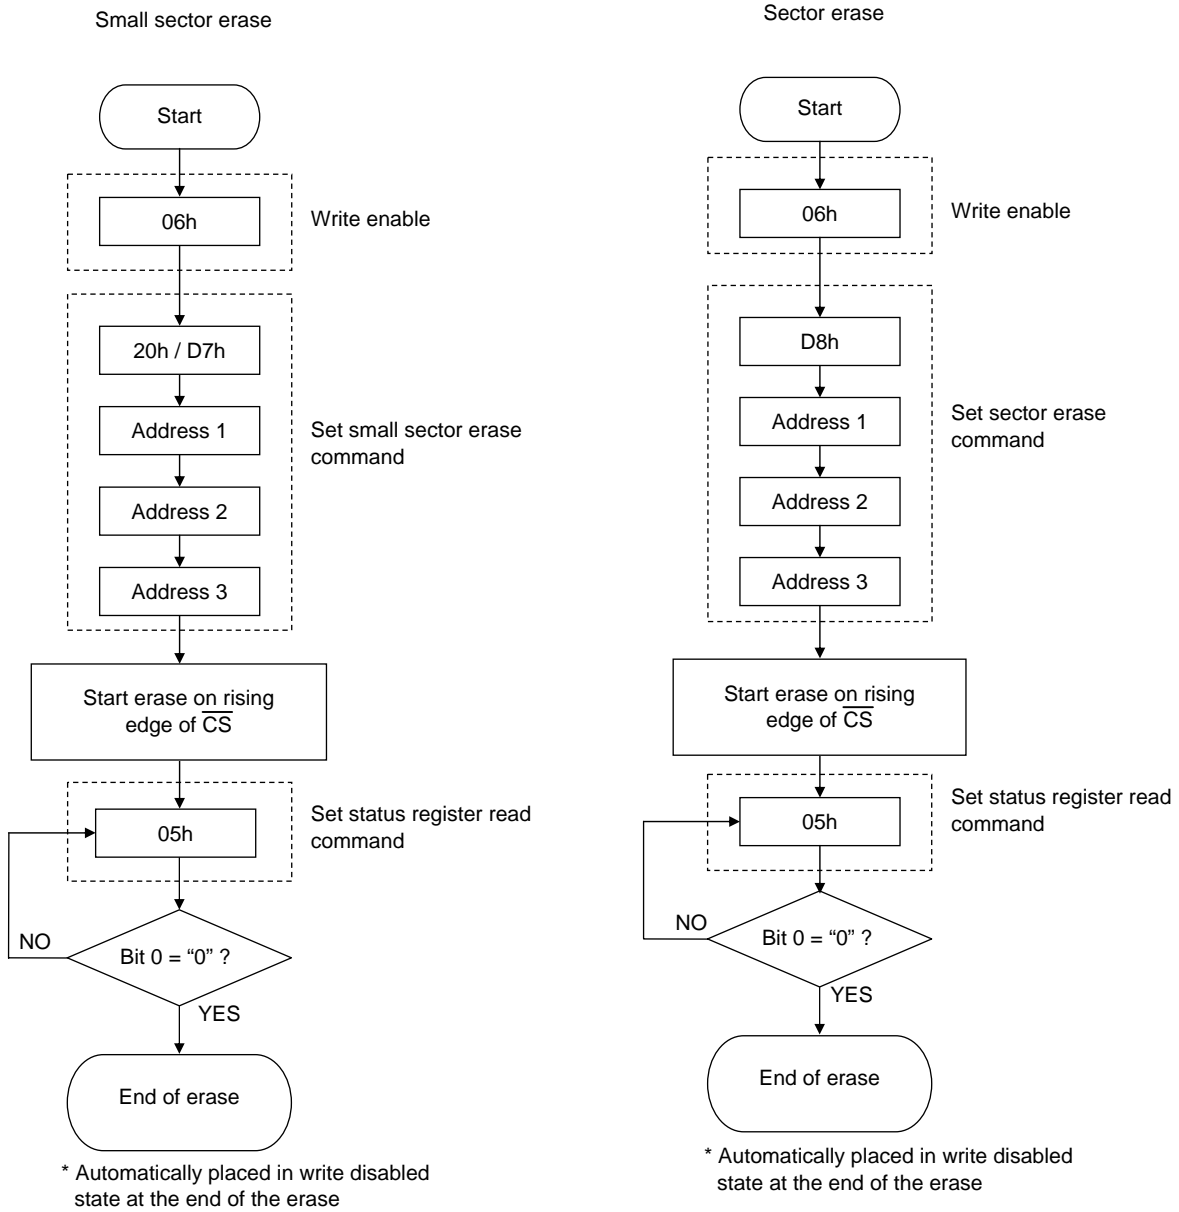 Small sector erase
Start
06h
Write enable
20h / D7h
Address 1
Address 2
Address 3
Set small sector erase
command
Start erase on rising
edge of C̅S̅
05h
Set status register read
command
NO
Bit 0 = “0” ?
YES
End of erase
* Automatically placed in write disabled
state at the end of the erase
Sector erase
Start
06h
Write enable
D8h
Address 1
Address 2
Address 3
Set sector erase
command
Start erase on rising
edge of C̅S̅
05h
Set status register read
command
NO
Bit 0 = “0” ?
YES
End of erase
* Automatically placed in write disabled
state at the end of the erase